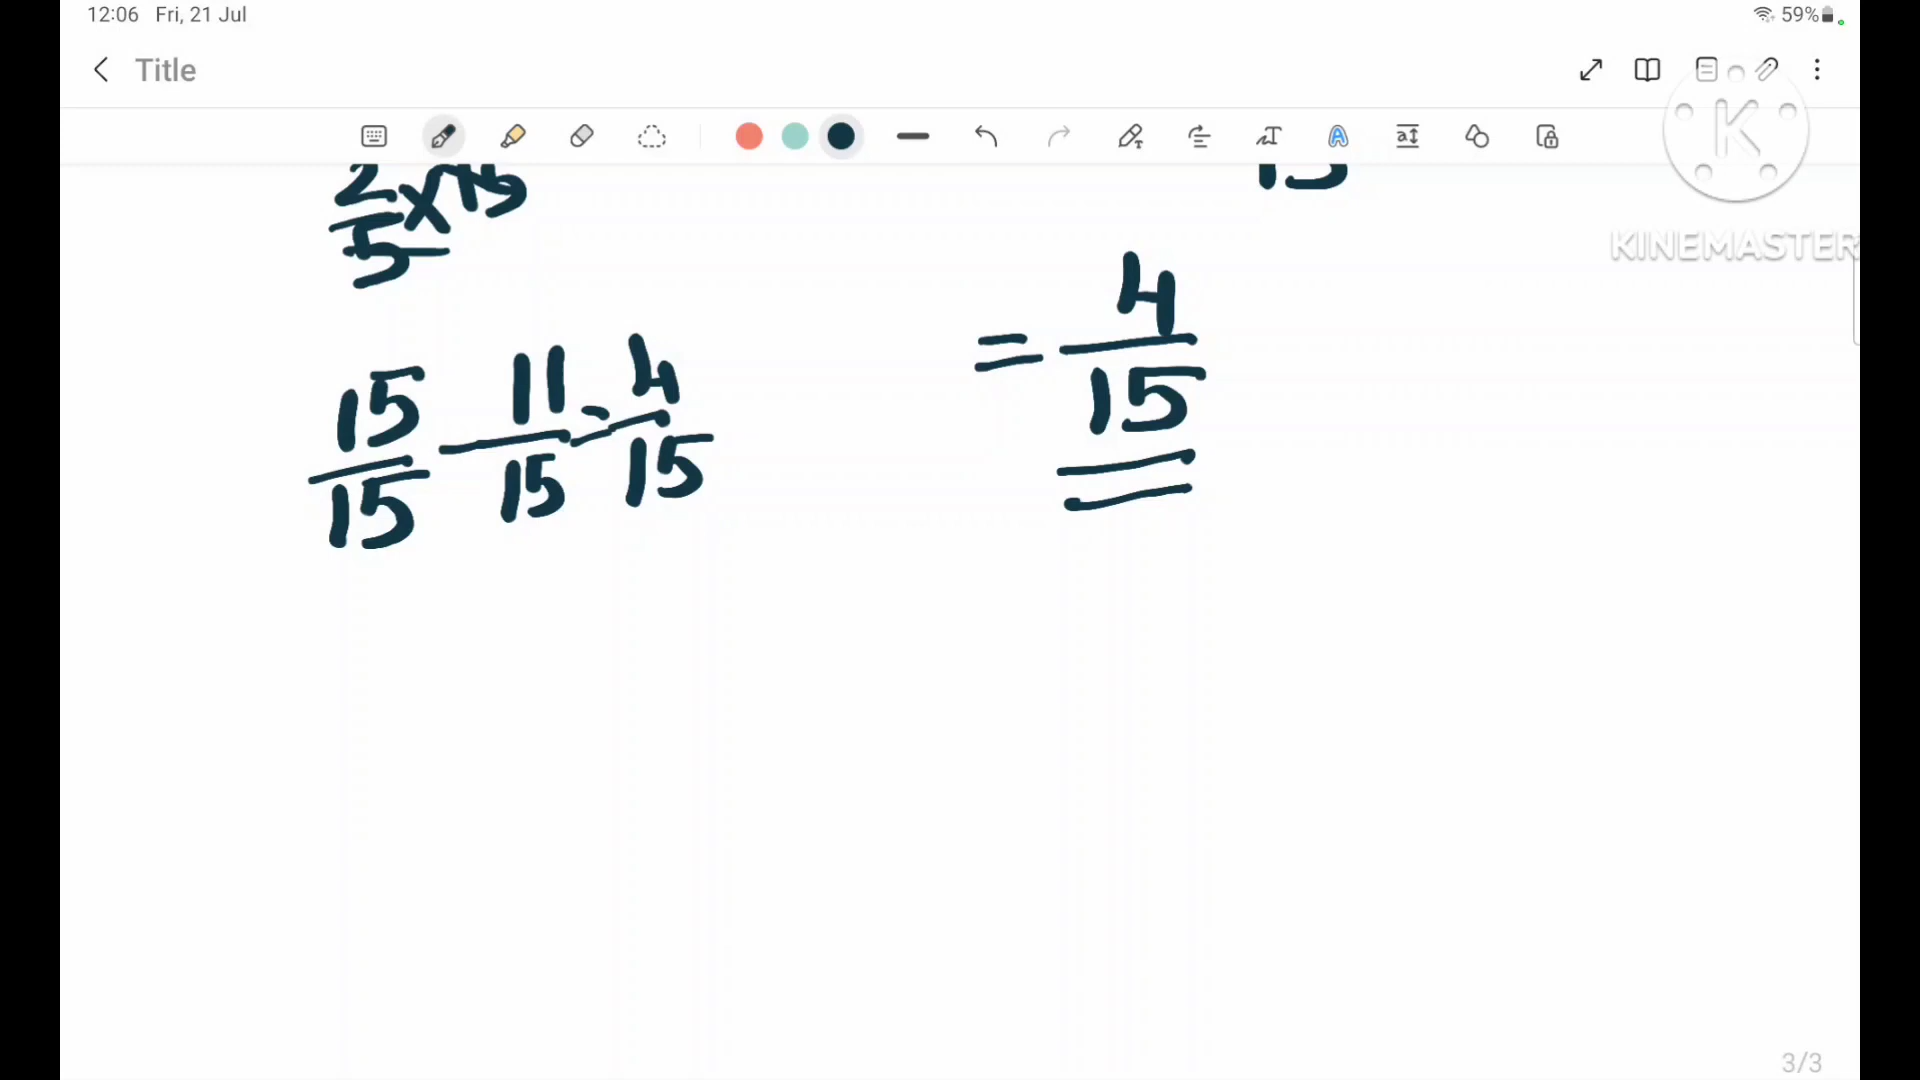 12:06 Fri, 21 Jul 59%
Title
KINEMASTER
2/5 × 15
15
15/15 - 11/15 = 4/15
= 4/15
3/3